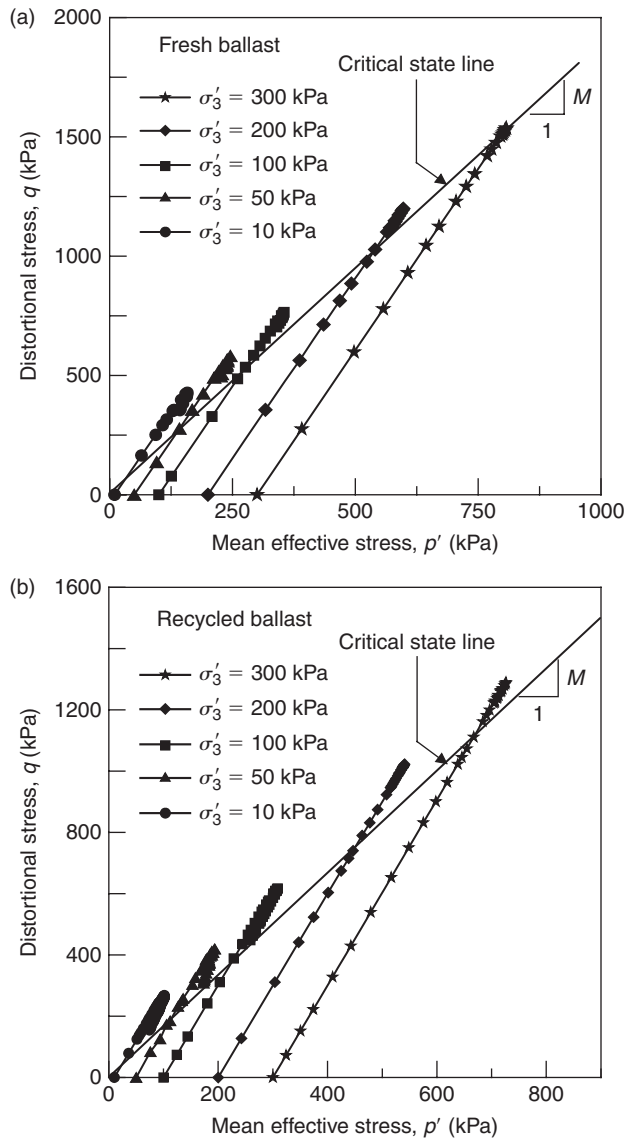 (a)
2000
1500
1000
500
0
Distortional stress, q (kPa)
Fresh ballast
σ′3 = 300 kPa
σ′3 = 200 kPa
σ′3 = 100 kPa
σ′3 = 50 kPa
σ′3 = 10 kPa
Critical state line
M
1
0 250 500 750 1000
Mean effective stress, p′ (kPa)
(b)
1600
1200
800
400
0
Distortional stress, q (kPa)
Recycled ballast
σ′3 = 300 kPa
σ′3 = 200 kPa
σ′3 = 100 kPa
σ′3 = 50 kPa
σ′3 = 10 kPa
Critical state line
M
1
0 200 400 600 800
Mean effective stress, p′ (kPa)